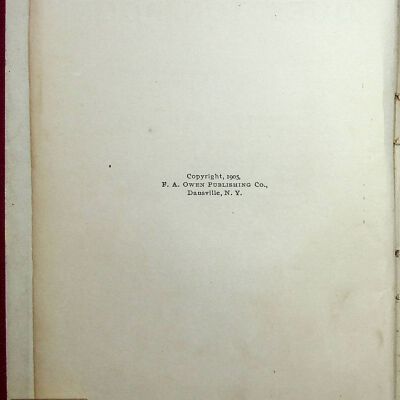 Copyright, 1905,
F. A. Owen Publishing Co.,
Dansville, N. Y.